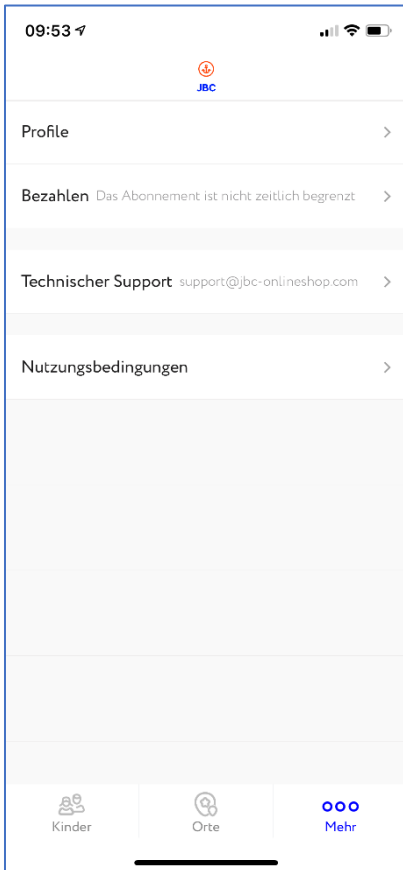 09:53
JBC
Profile
Bezahlen Das Abonnement ist nicht zeitlich begrenzt
Technischer Support support@jbc-onlineshop.com
Nutzungsbedingungen
Kinder Orte Mehr